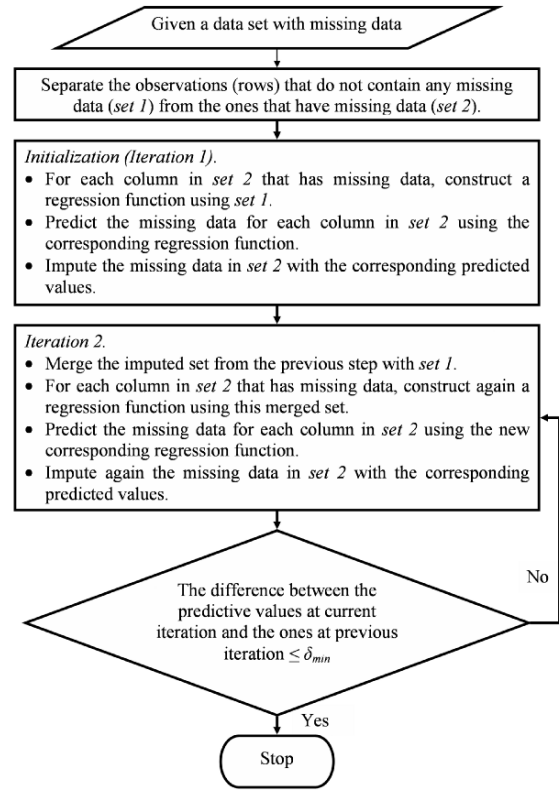 Given a data set with missing data
Separate the observations (rows) that do not contain any missing
data (set 1) from the ones that have missing data (set 2).
Initialization (Iteration 1).
• For each column in set 2 that has missing data, construct a
regression function using set 1.
• Predict the missing data for each column in set 2 using the
corresponding regression function.
• Impute the missing data in set 2 with the corresponding predicted
values.
Iteration 2.
• Merge the imputed set from the previous step with set 1.
• For each column in set 2 that has missing data, construct again a
regression function using this merged set.
• Predict the missing data for each column in set 2 using the new
corresponding regression function.
• Impute again the missing data in set 2 with the corresponding
predicted values.
No
The difference between the
predictive values at current
iteration and the ones at previous
iteration ≤ δmin
Yes
Stop